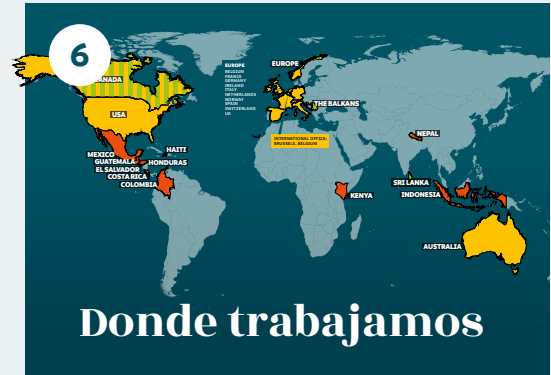 6
CANADA
USA
MEXICO
GUATEMALA
EL SALVADOR
COSTA RICA
COLOMBIA
HAITI
HONDURAS
EUROPE
BELGIUM
FRANCE
GERMANY
IRELAND
ITALY
NETHERLANDS
NORWAY
SPAIN
SWITZERLAND
UK
EUROPE
THE BALKANS
INTERNATIONAL OFFICE:
BRUSSELS, BELGIUM
KENYA
NEPAL
SRI LANKA
INDONESIA
AUSTRALIA
Donde trabajamos